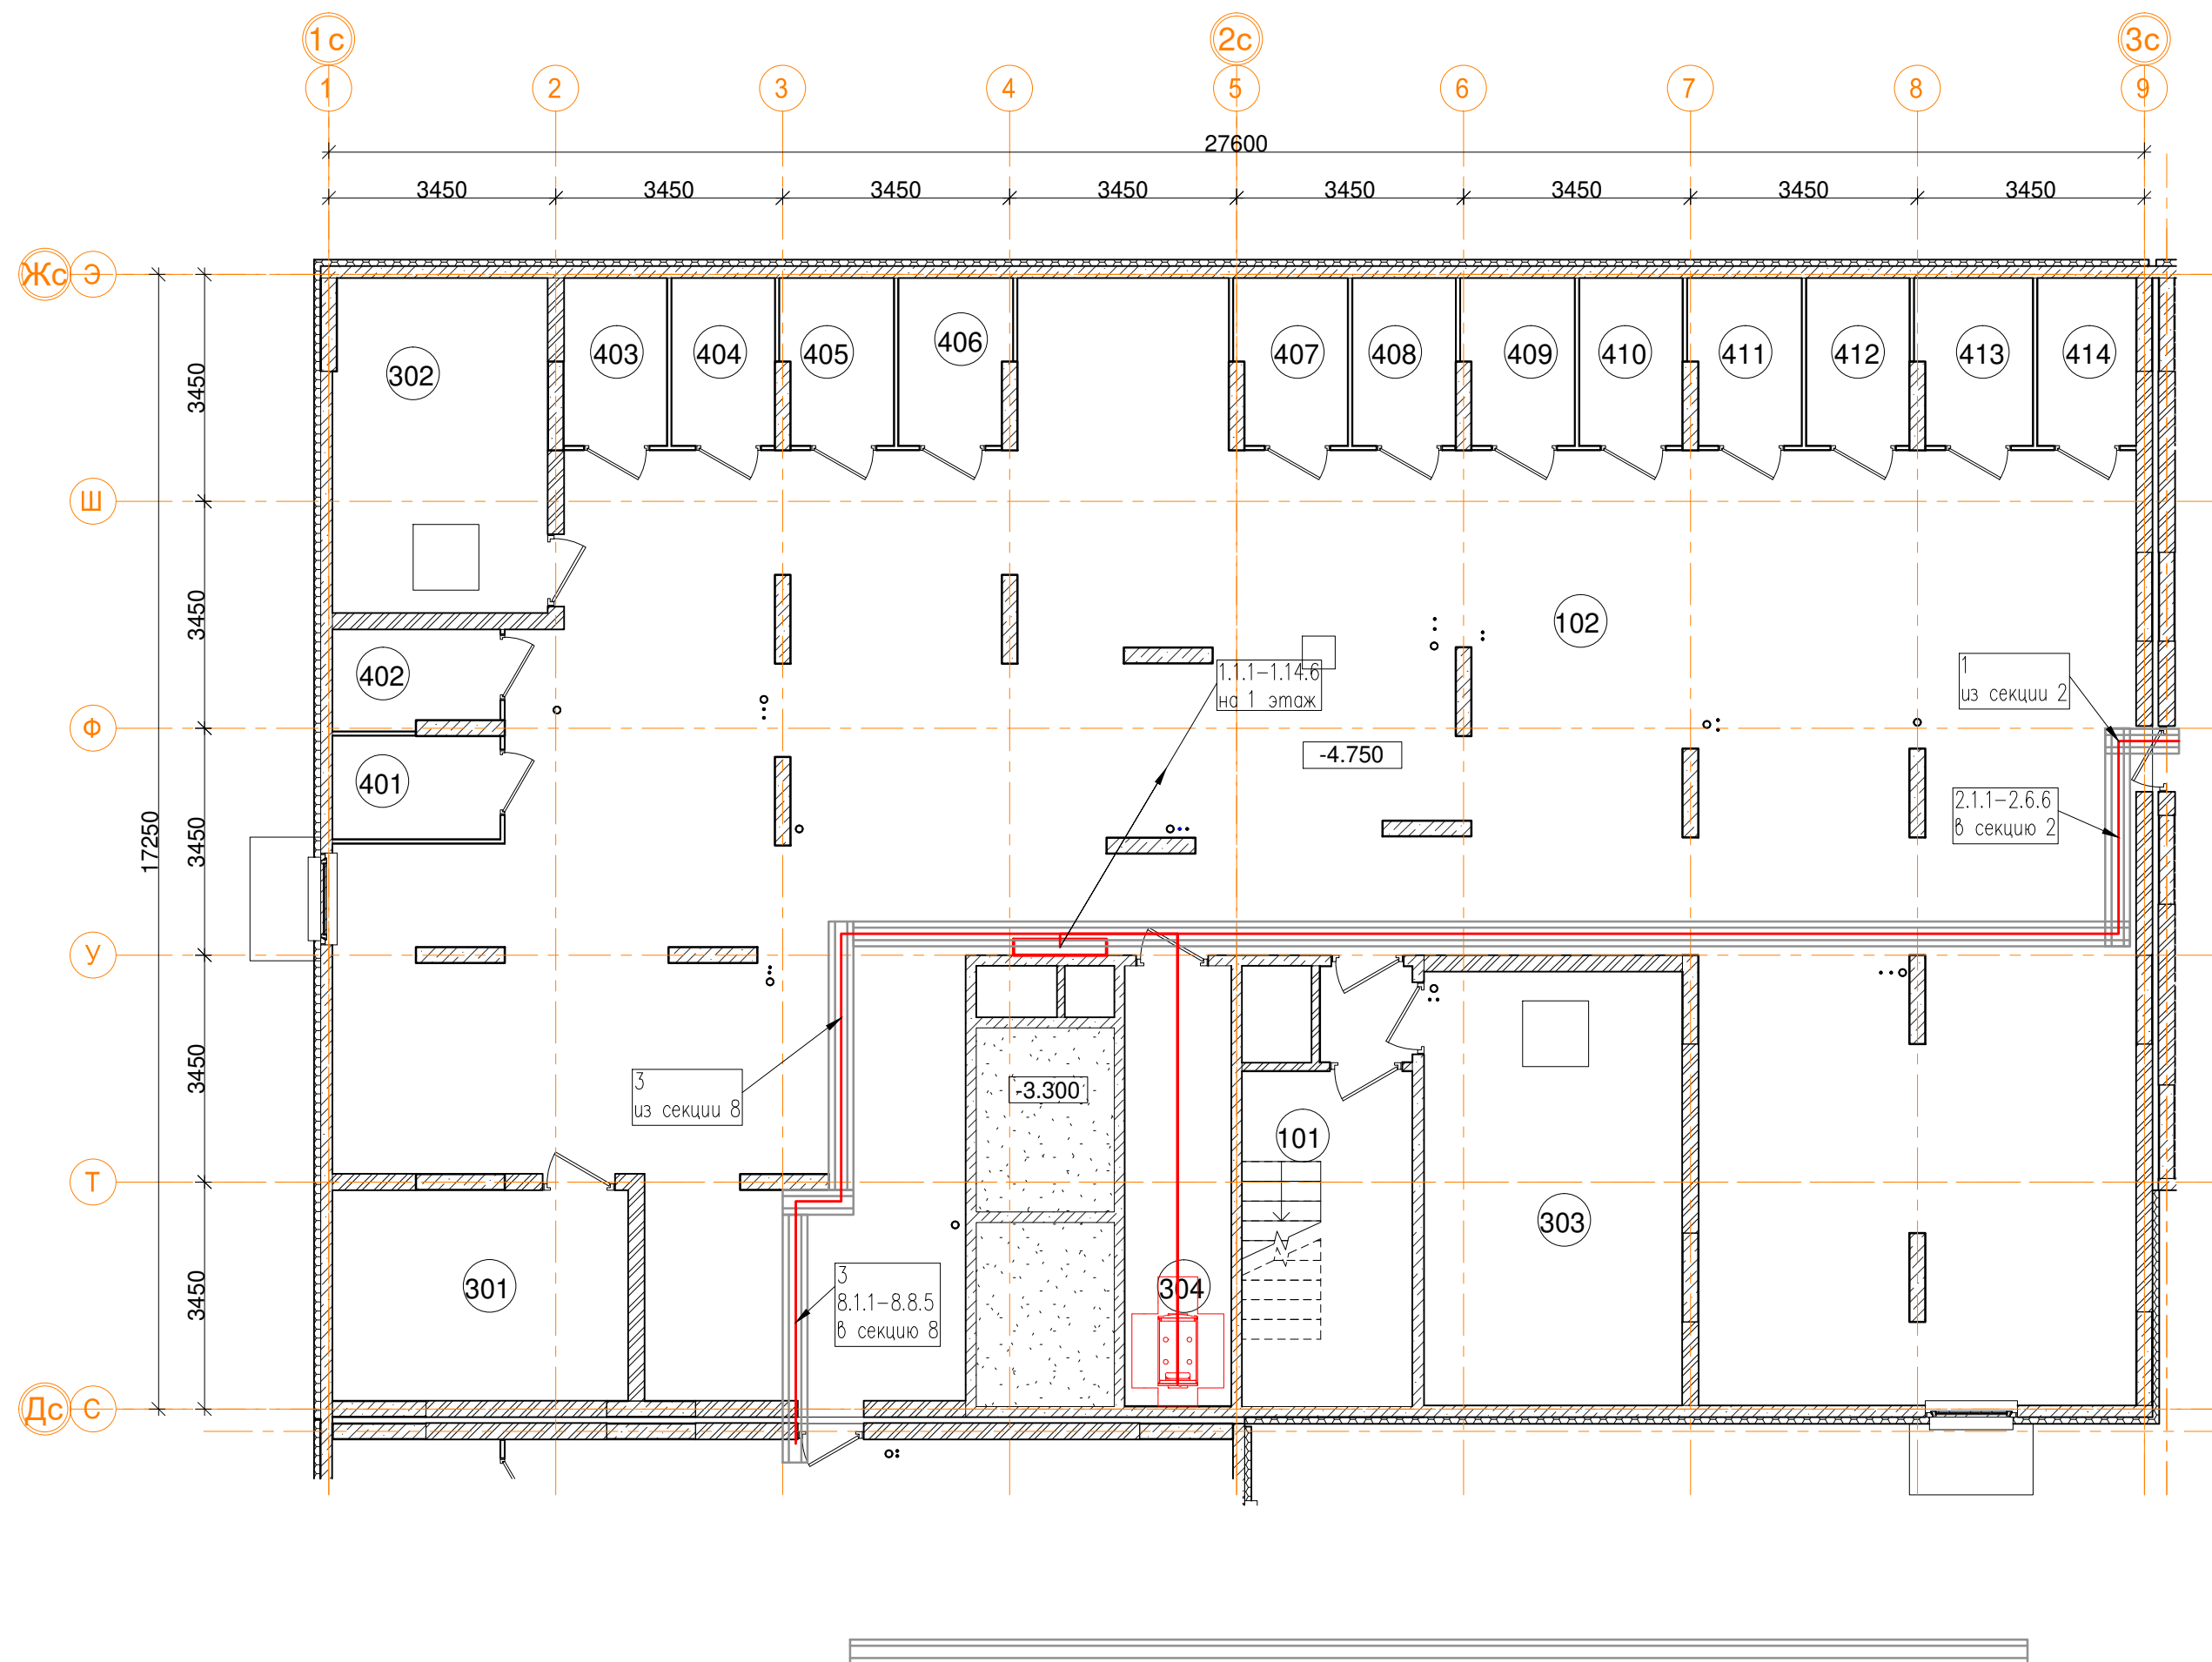 1с 2с 3с
1 2 3 4 5 6 7 8 9
27600
3450 3450 3450 3450 3450 3450 3450 3450
Жс Э
403 404 405 406 407 408 409 410 411 412 413 414
302
3450
Ш
3450
102
402
1.1.1-1.14.6
на 1 этаж
1
из секции 2
Ф
-4.750
401
2.1.1-2.6.6
в секцию 2
17250
3450
У
3450
3
из секции 8
-3.300
101
Т
303
301
3
8.1.1-8.8.5
в секцию 8
304
3450
Дс С